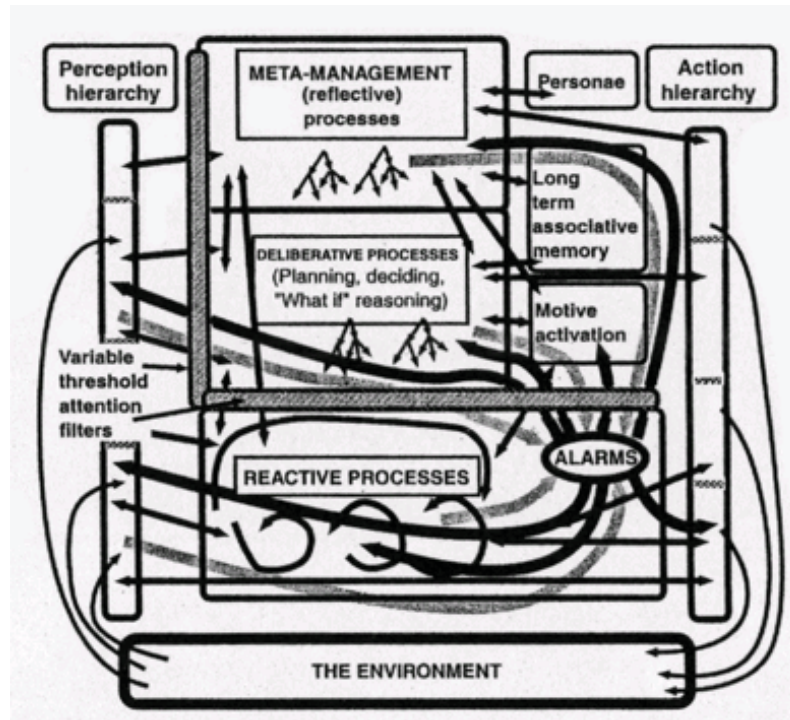 Perception
hierarchy
META-MANAGEMENT
(reflective)
processes
Personae
Action
hierarchy
Long
term
associative
memory
DELIBERATIVE PROCESSES
(Planning, deciding,
"What if" reasoning)
Motive
activation
Variable
threshold
attention
filters
REACTIVE PROCESSES
ALARMS
THE ENVIRONMENT